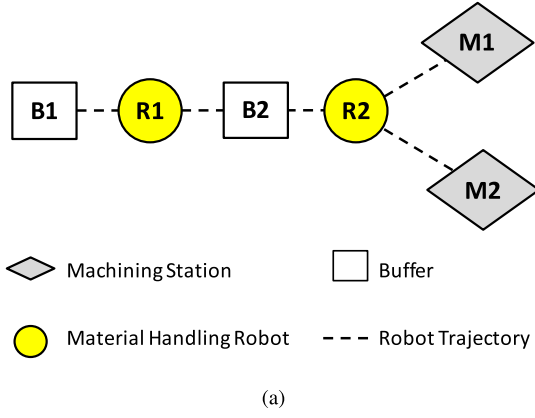 M1
B1 R1 B2 R2
M2
Machining Station Buffer
Material Handling Robot Robot Trajectory
(a)